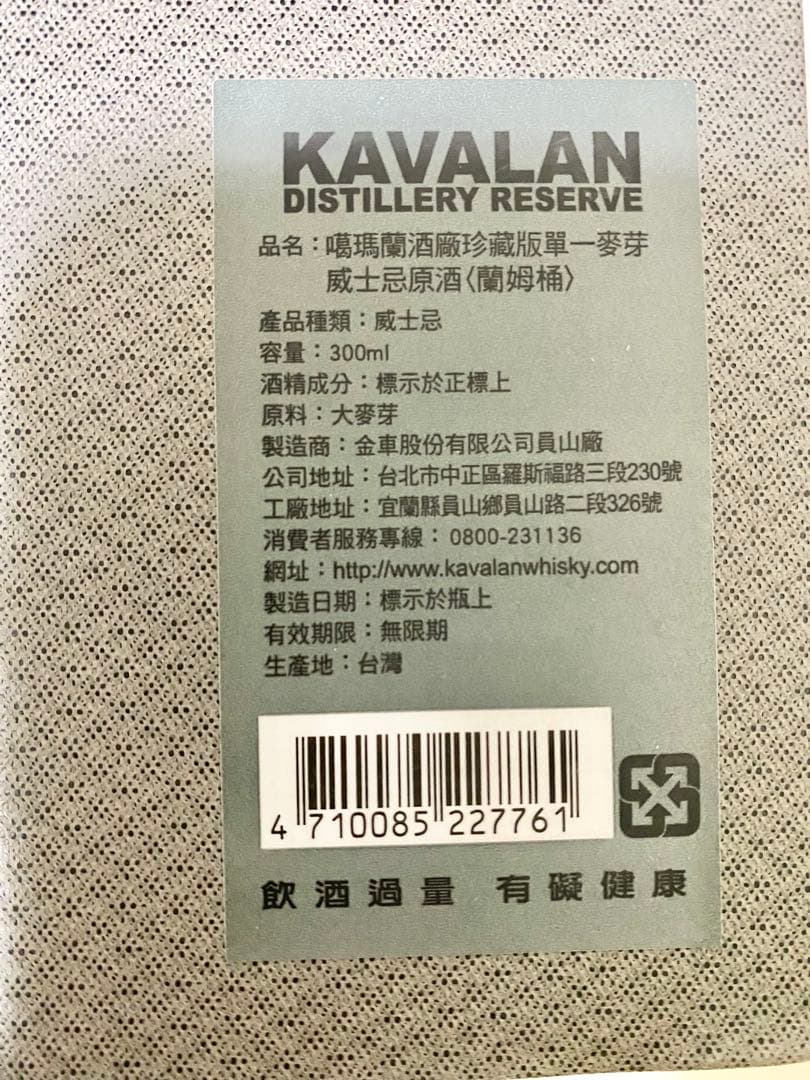 KAVALAN
DISTILLERY RESERVE
品名：噶瑪蘭酒廠珍藏版單一麥芽
威士忌原酒〈蘭姆桶〉
產品種類：威士忌
容量：300ml
酒精成分：標示於正標上
原料：大麥芽
製造商：金車股份有限公司員山廠
公司地址：台北市中正區羅斯福路三段230號
工廠地址：宜蘭縣員山鄉員山路二段326號
消費者服務專線：0800-231136
網址：http://www.kavalanwhisky.com
製造日期：標示於瓶上
有效期限：無限期
生產地：台灣
4 710085 227761
飲酒過量 有礙健康